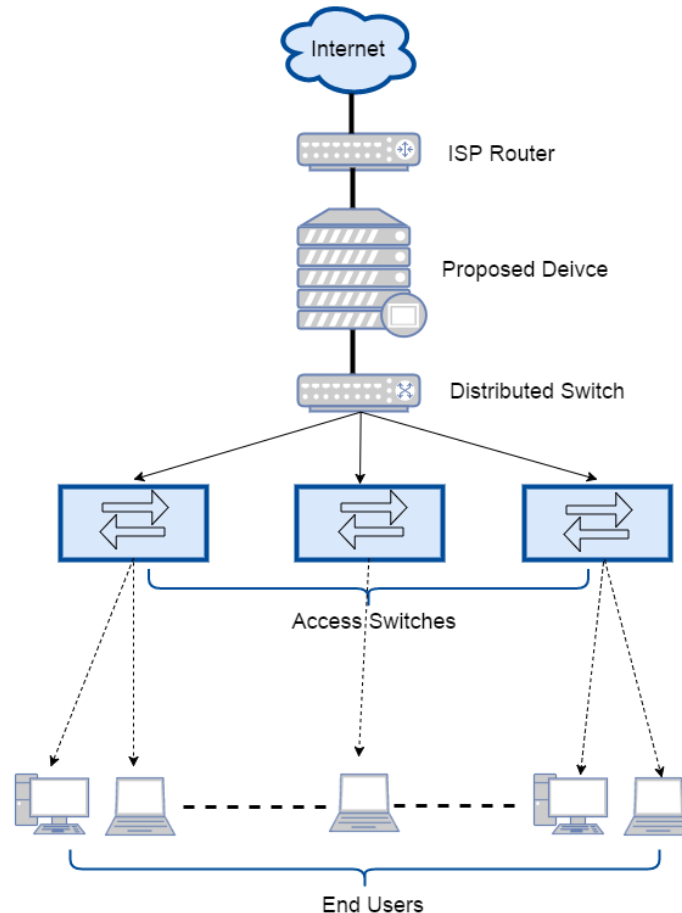 Internet
ISP Router
Proposed Deivce
Distributed Switch
Access Switches
End Users